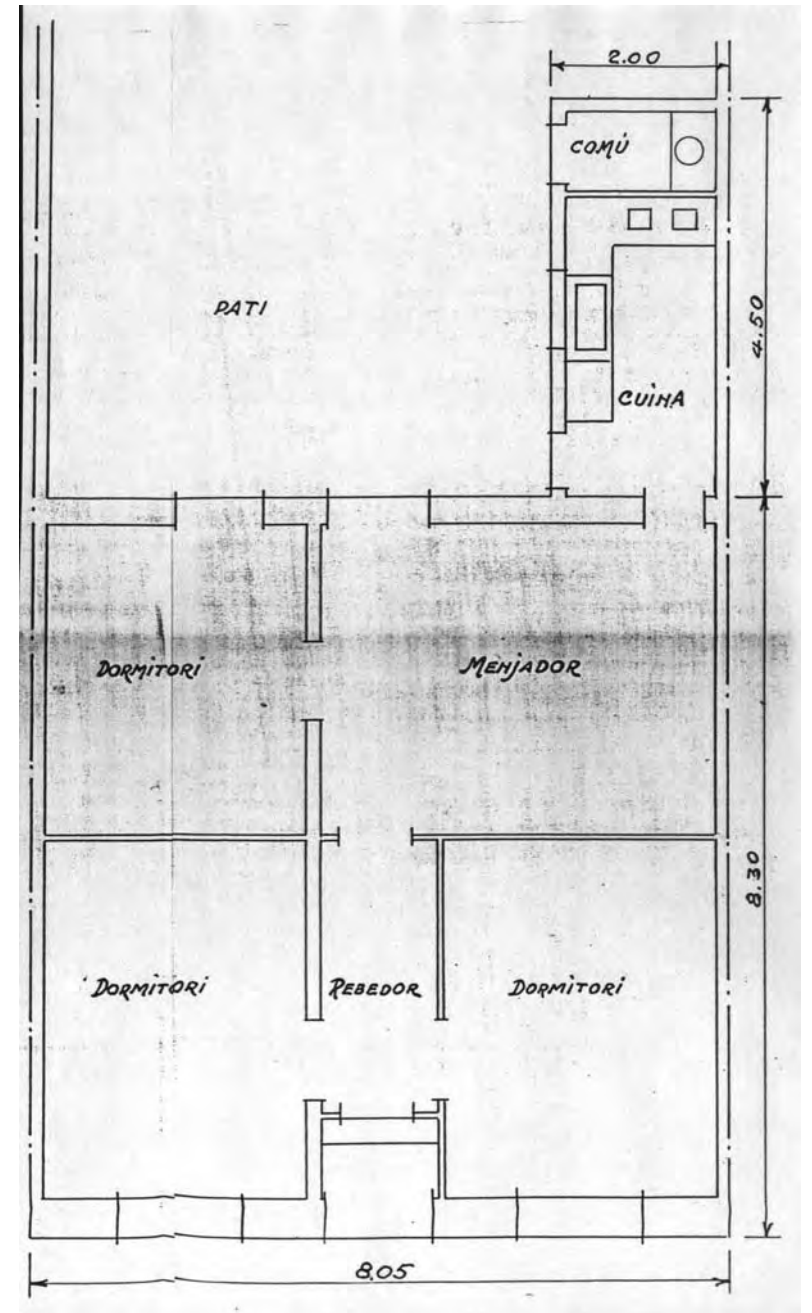 2.00
COMÚ
PATI
4.50
CUINA
DORMITORI
MENJADOR
8.30
DORMITORI
REBEDOR
DORMITORI
8.05